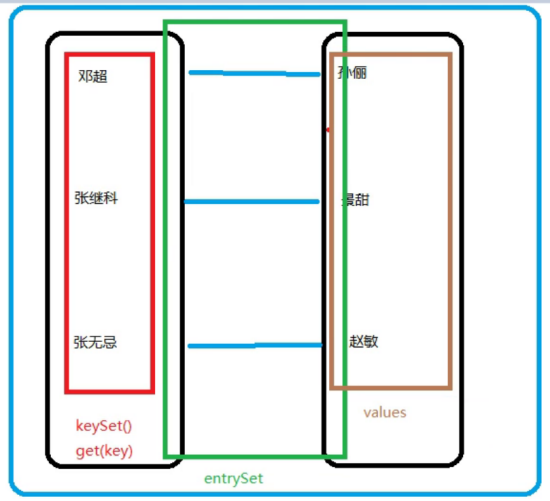 邓超 孙俪
张继科 景甜
张无忌 赵敏
keySet() values
get(key)
entrySet